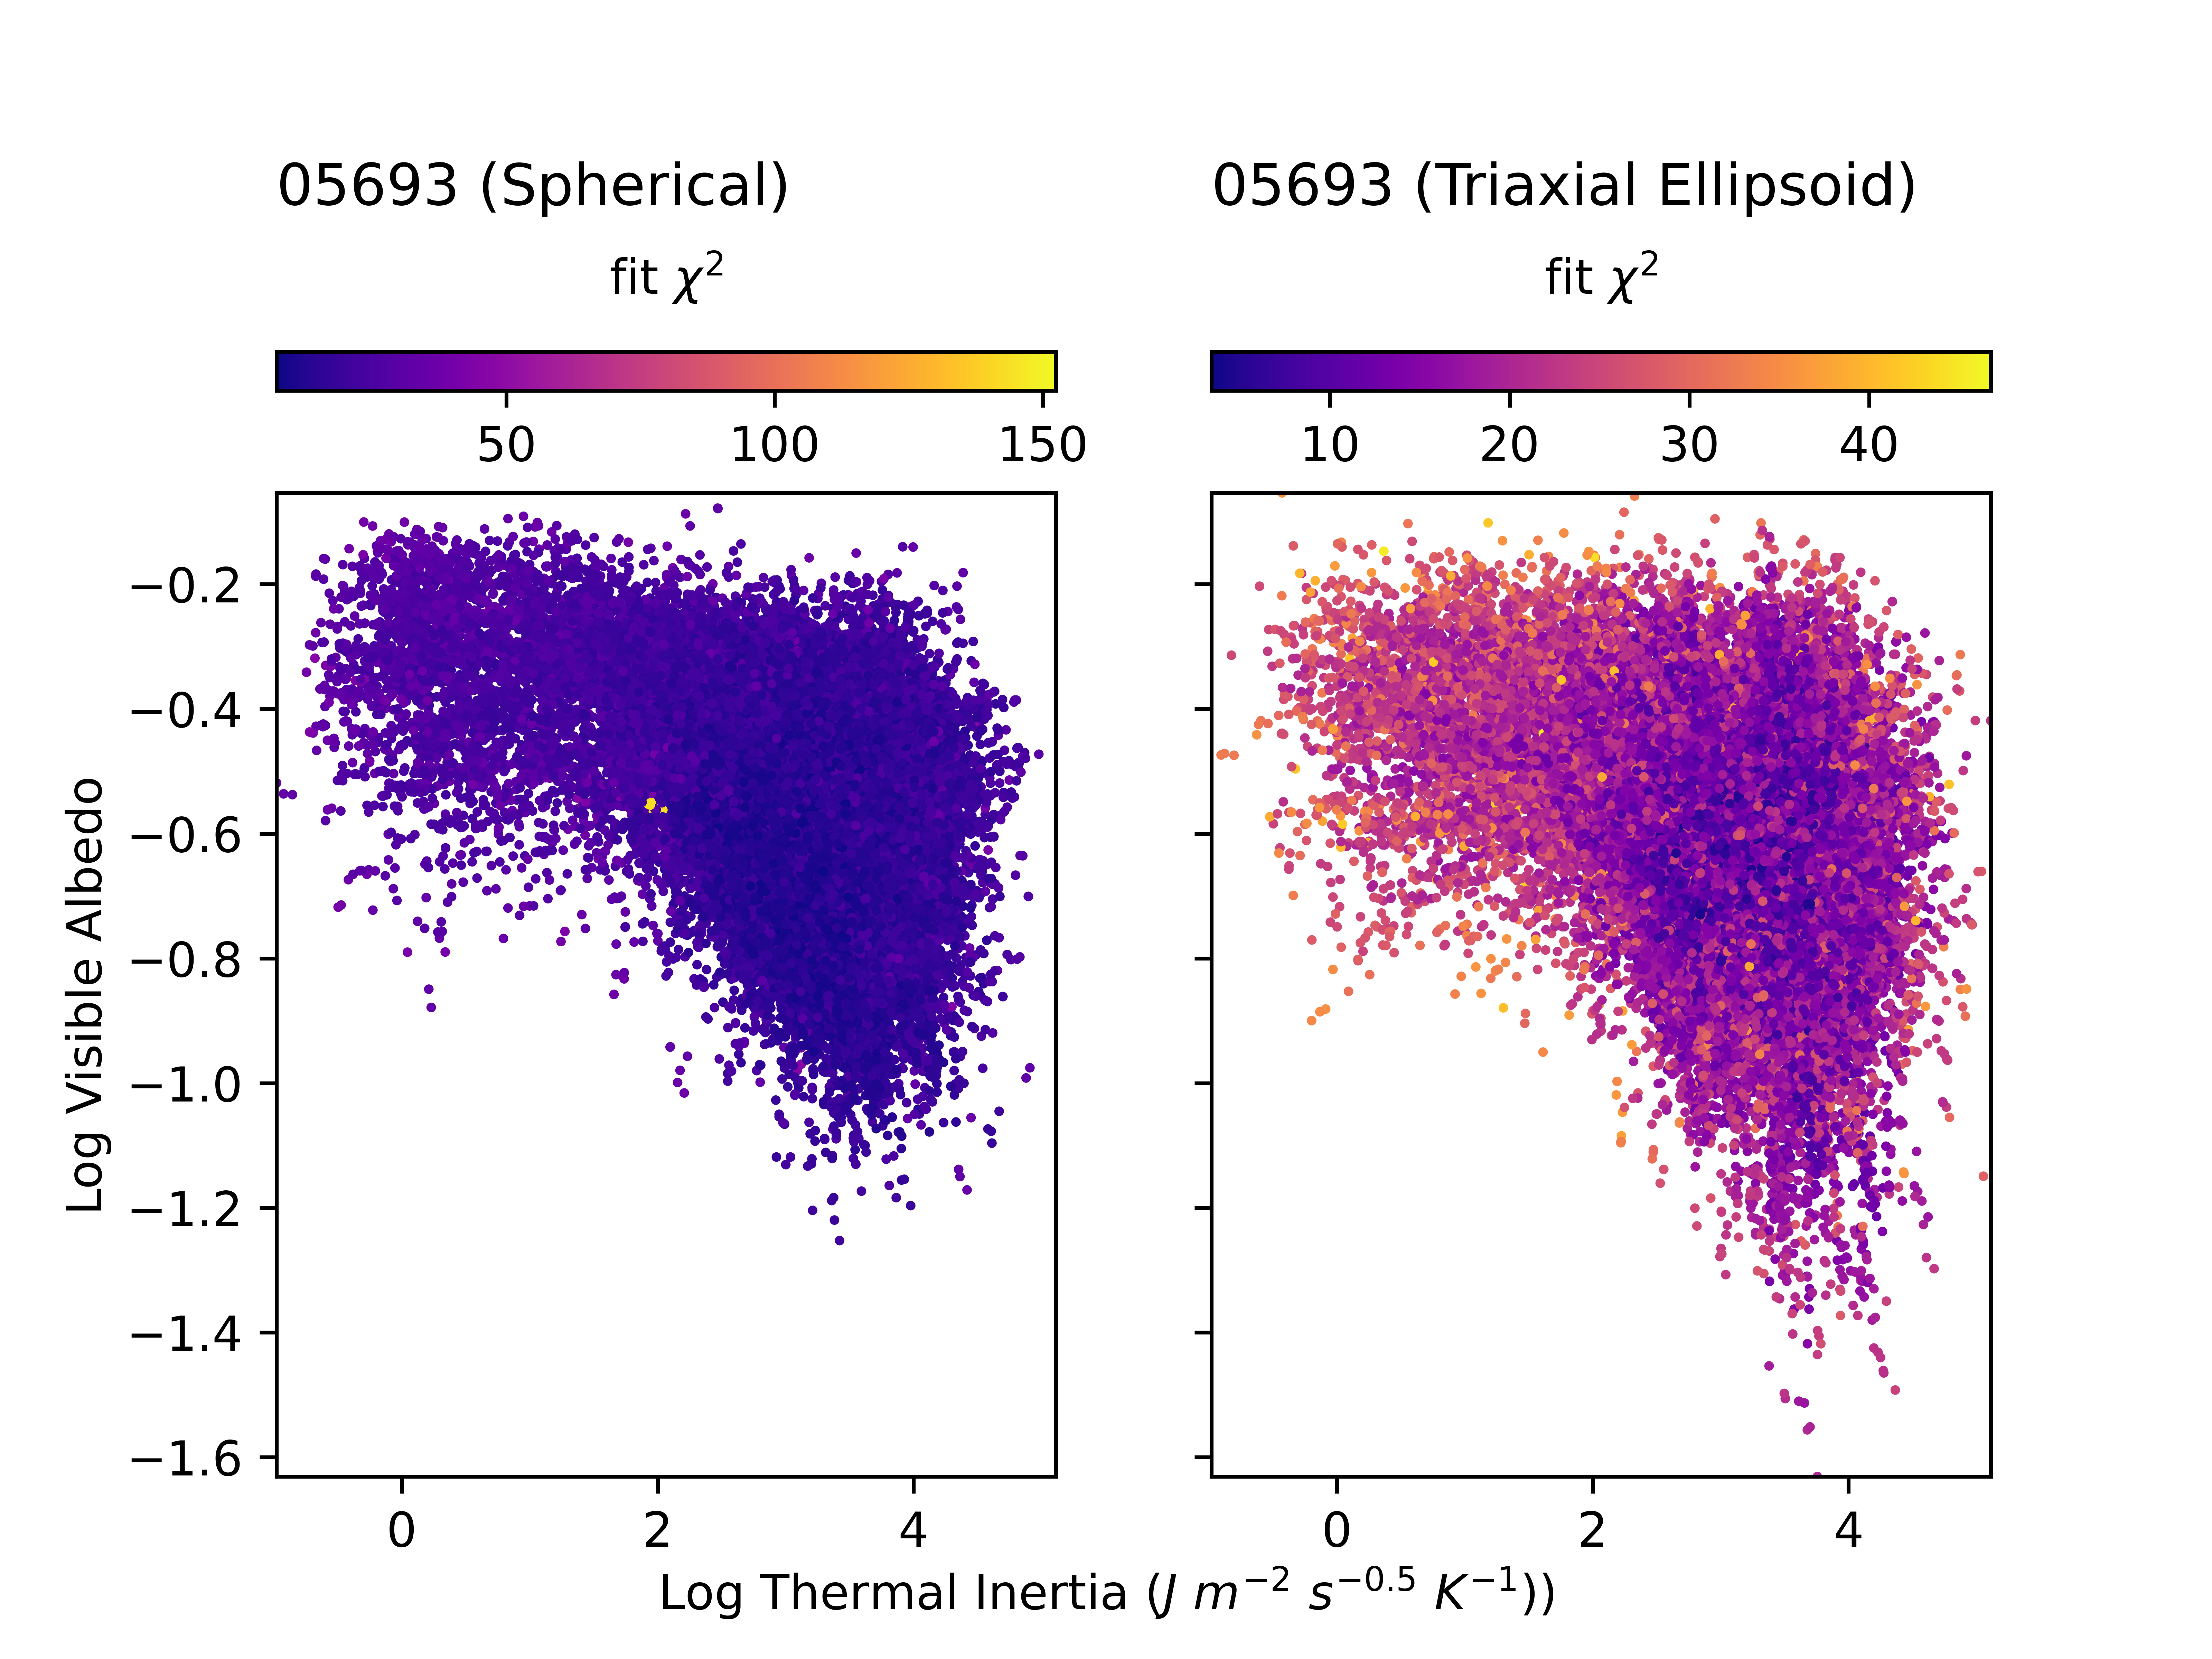 05693 (Spherical)
fit χ²
50 100 150
05693 (Triaxial Ellipsoid)
fit χ²
10 20 30 40
Log Visible Albedo
−0.2
−0.4
−0.6
−0.8
−1.0
−1.2
−1.4
−1.6
0 2 4
0 2 4
Log Thermal Inertia (J m⁻² s⁻⁰·⁵ K⁻¹))